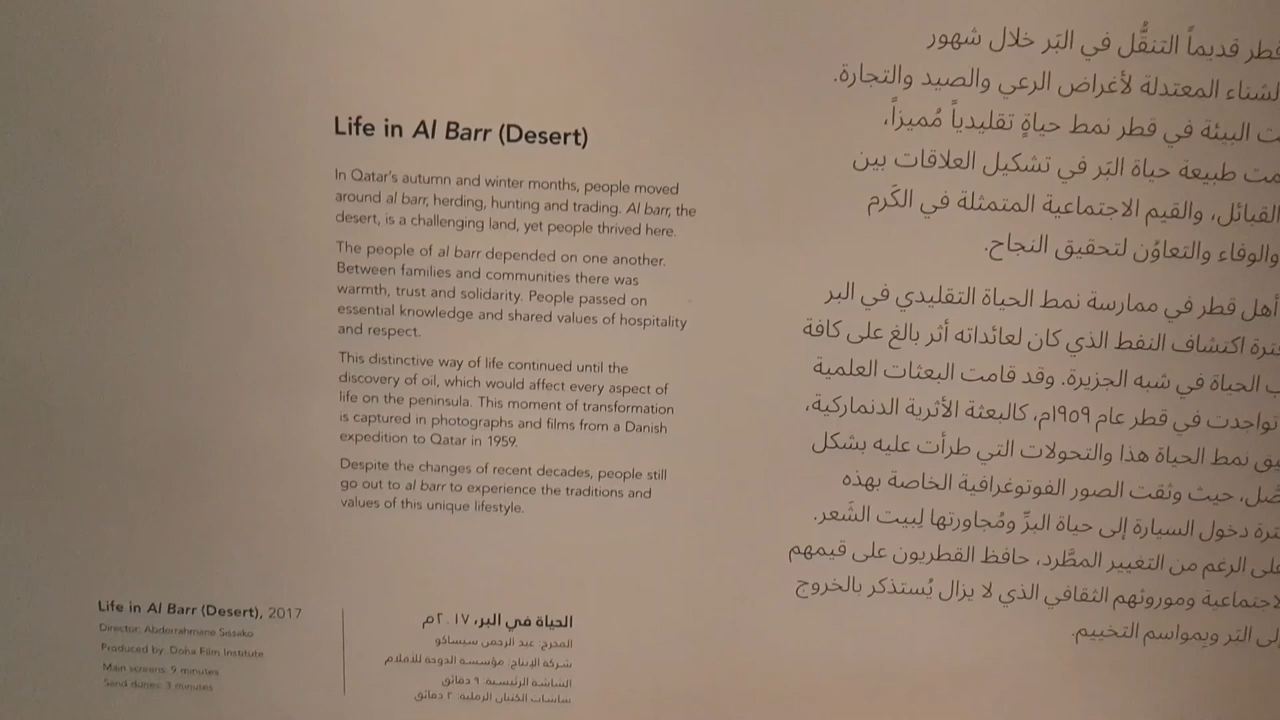 Life in Al Barr (Desert)
In Qatar's autumn and winter months, people moved
around al barr, herding, hunting and trading. Al barr, the
desert, is a challenging land, yet people thrived here.
The people of al barr depended on one another.
Between families and communities there was
warmth, trust and solidarity. People passed on
essential knowledge and shared values of hospitality
and respect.
This distinctive way of life continued until the
discovery of oil, which would affect every aspect of
life on the peninsula. This moment of transformation
is captured in photographs and films from a Danish
expedition to Qatar in 1959.
Despite the changes of recent decades, people still
go out to al barr to experience the traditions and
values of this unique lifestyle.
قطر قديماً التنقُّل في البَر خلال شهور
الشتاء المعتدلة لأغراض الرعي والصيد والتجارة.
البيئة في قطر نمط حياةٍ تقليدياً مُميزاً،
طبيعة حياة البَر في تشكيل العلاقات بين
القبائل، والقيم الاجتماعية المتمثلة في الكَرم
والوفاء والتعاوُن لتحقيق النجاح.
أهل قطر في ممارسة نمط الحياة التقليدي في البر
اكتشاف النفط الذي كان لعائداته أثر بالغ على كافة
الحياة في شبه الجزيرة. وقد قامت البعثات العلمية
تواجدت في قطر عام ١٩٥٩م، كالبعثة الأثرية الدنماركية،
نمط الحياة هذا والتحولات التي طرأت عليه بشكل
حيث وثقت الصور الفوتوغرافية الخاصة بهذه
دخول السيارة إلى حياة البرِّ ومُجاورتها لِبيت الشَعر.
على الرغم من التغيير المطَّرد، حافظ القطريون على قيمهم
الاجتماعية وموروثهم الثقافي الذي لا يزال يُستذكر بالخروج
إلى البَر وبِمواسم التخييم.
Life in Al Barr (Desert), 2017
Director: Abderrahmane Sissako
Produced by: Doha Film Institute
Main screens: 9 minutes
Sand dunes: 3 minutes
الحياة في البر، ٢٠١٧م
المخرج: عبد الرحمن سيساكو
شركة الإنتاج: مؤسسة الدوحة للأفلام
الشاشة الرئيسية: ٩ دقائق
شاشات الكثبان الرملية: ٣ دقائق